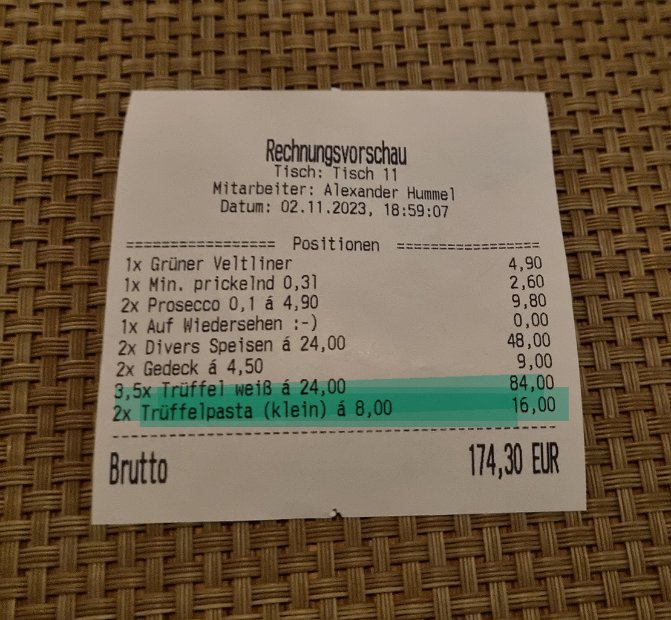 Rechnungsvorschau
Tisch: Tisch 11
Mitarbeiter: Alexander Hummel
Datum: 02.11.2023, 18:59:07
================= Positionen =================
1x Grüner Veltliner 4,90
1x Min. prickelnd 0,3l 2,60
2x Prosecco 0,1 á 4,90 9,80
1x Auf Wiedersehen :-) 0,00
2x Divers Speisen á 24,00 48,00
2x Gedeck á 4,50 9,00
3,5x Trüffel weiß á 24,00 84,00
2x Trüffelpasta (klein) á 8,00 16,00
Brutto 174,30 EUR